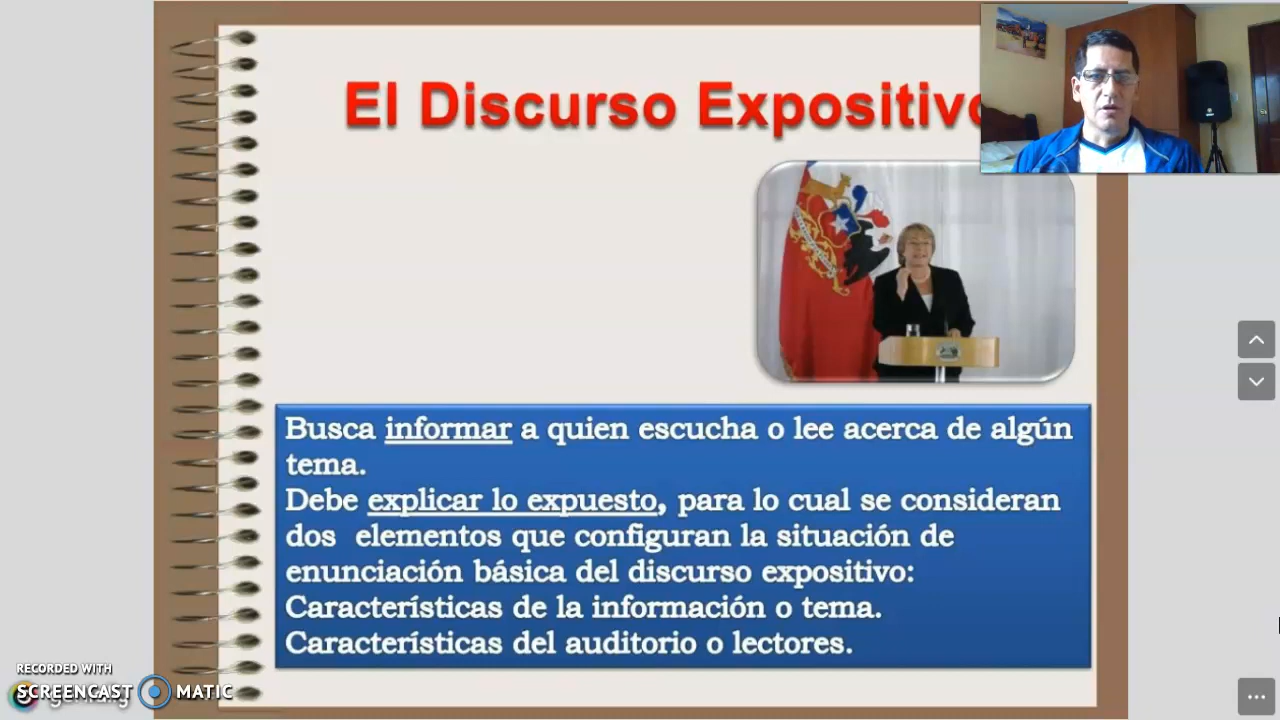 El Discurso Expositivo
Busca informar a quien escucha o lee acerca de algún
tema.
Debe explicar lo expuesto, para lo cual se consideran
dos elementos que configuran la situación de
enunciación básica del discurso expositivo:
Características de la información o tema.
Características del auditorio o lectores.
RECORDED WITH
SCREENCAST MATIC